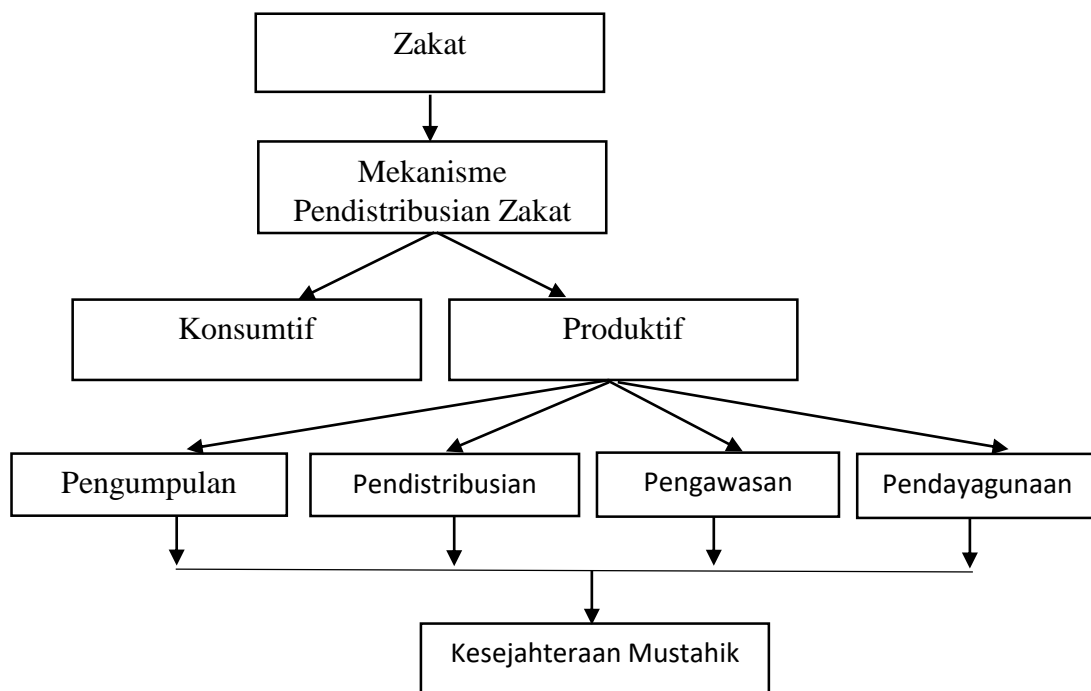 Zakat
Mekanisme
Pendistribusian Zakat
Konsumtif
Produktif
Pengumpulan
Pendistribusian
Pengawasan
Pendayagunaan
Kesejahteraan Mustahik